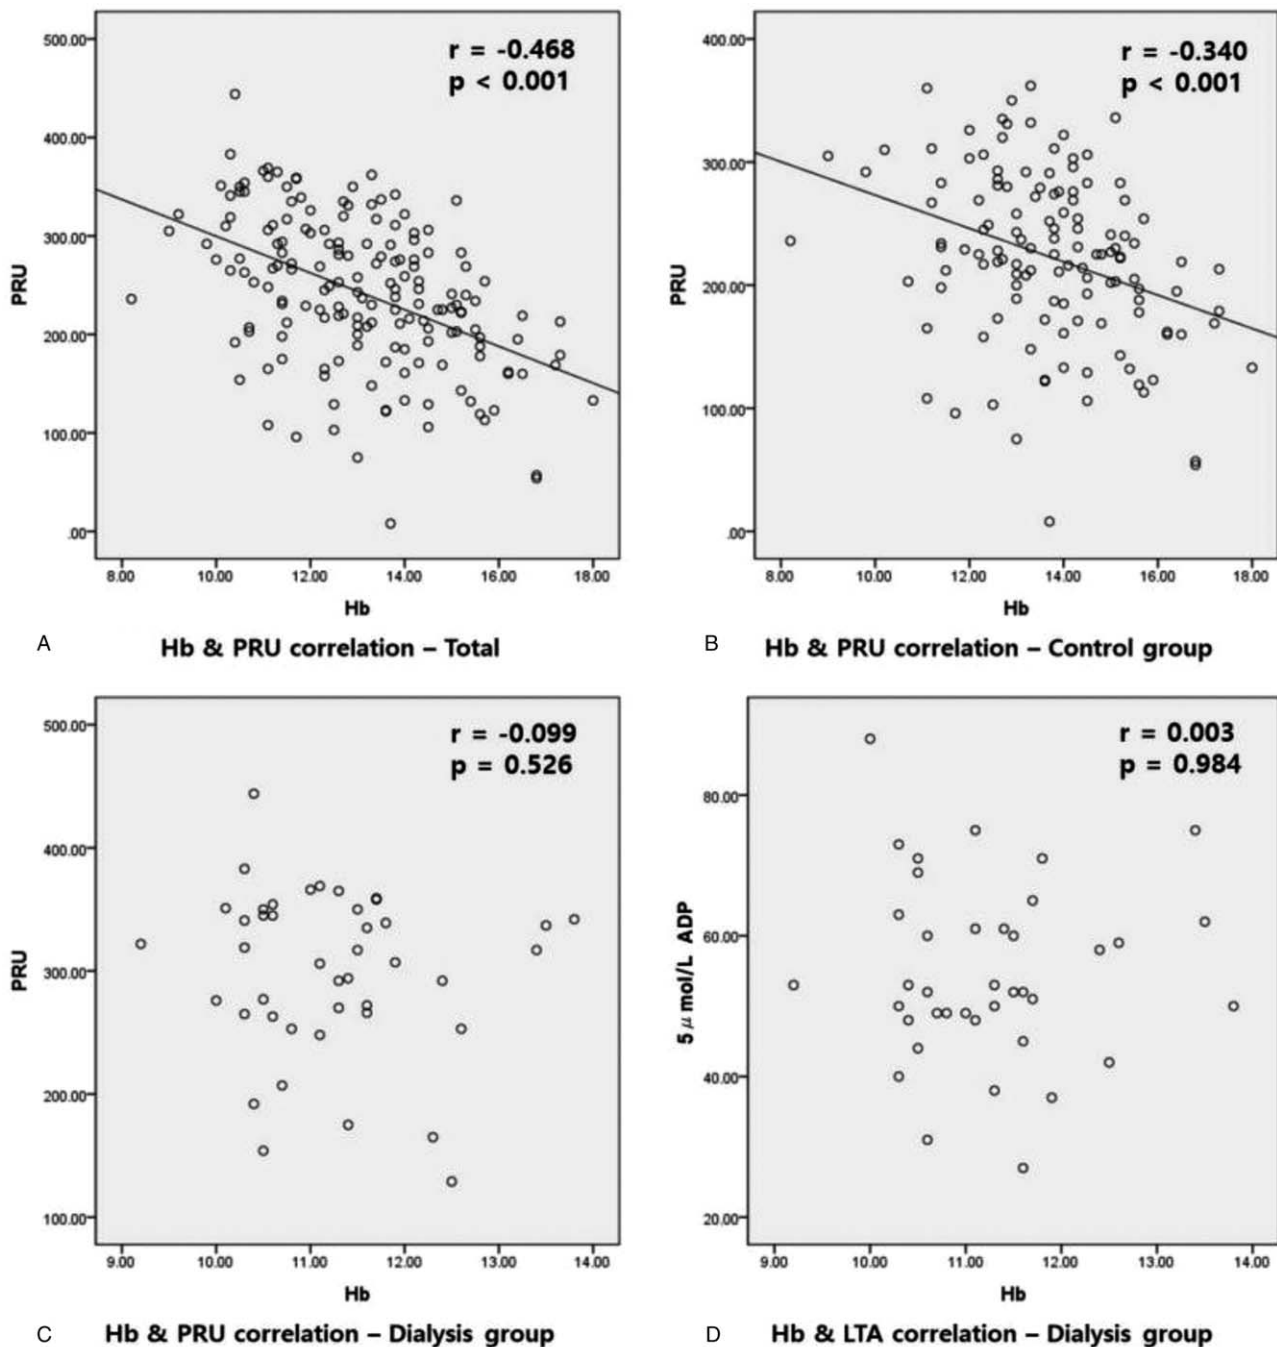 r = -0.468
p < 0.001
500.00
400.00
300.00
200.00
100.00
.00
PRU
8.00 10.00 12.00 14.00 16.00 18.00
Hb
A Hb & PRU correlation – Total
r = -0.340
p < 0.001
400.00
300.00
200.00
100.00
.00
PRU
8.00 10.00 12.00 14.00 16.00 18.00
Hb
B Hb & PRU correlation – Control group
r = -0.099
p = 0.526
500.00
400.00
300.00
200.00
100.00
PRU
9.00 10.00 11.00 12.00 13.00 14.00
Hb
C Hb & PRU correlation – Dialysis group
r = 0.003
p = 0.984
80.00
60.00
40.00
20.00
5 μ mol/L ADP
9.00 10.00 11.00 12.00 13.00 14.00
Hb
D Hb & LTA correlation – Dialysis group